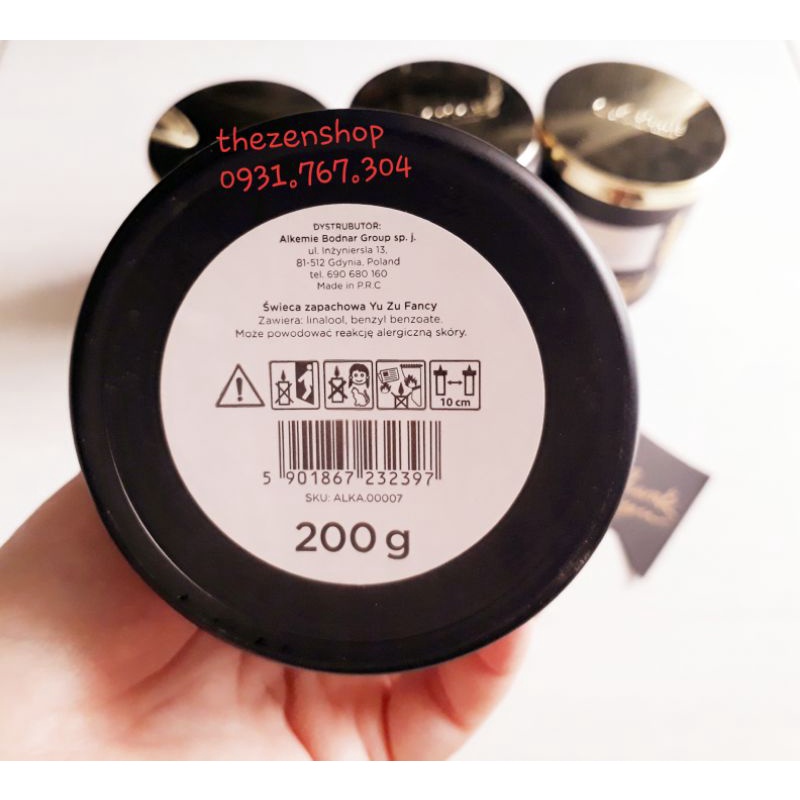 thezenshop
0931.767.304
DYSTRUBUTOR:
Alkemie Bodnar Group sp. j.
ul. Inżyniersla 13,
81-512 Gdynia, Poland
tel. 690 680 160
Made in P.R.C
Świeca zapachowa Yu Zu Fancy
Zawiera: linalool, benzyl benzoate.
Może powodować reakcję alergiczną skóry.
10 cm
5 901867 232397
SKU: ALKA.00007
200 g